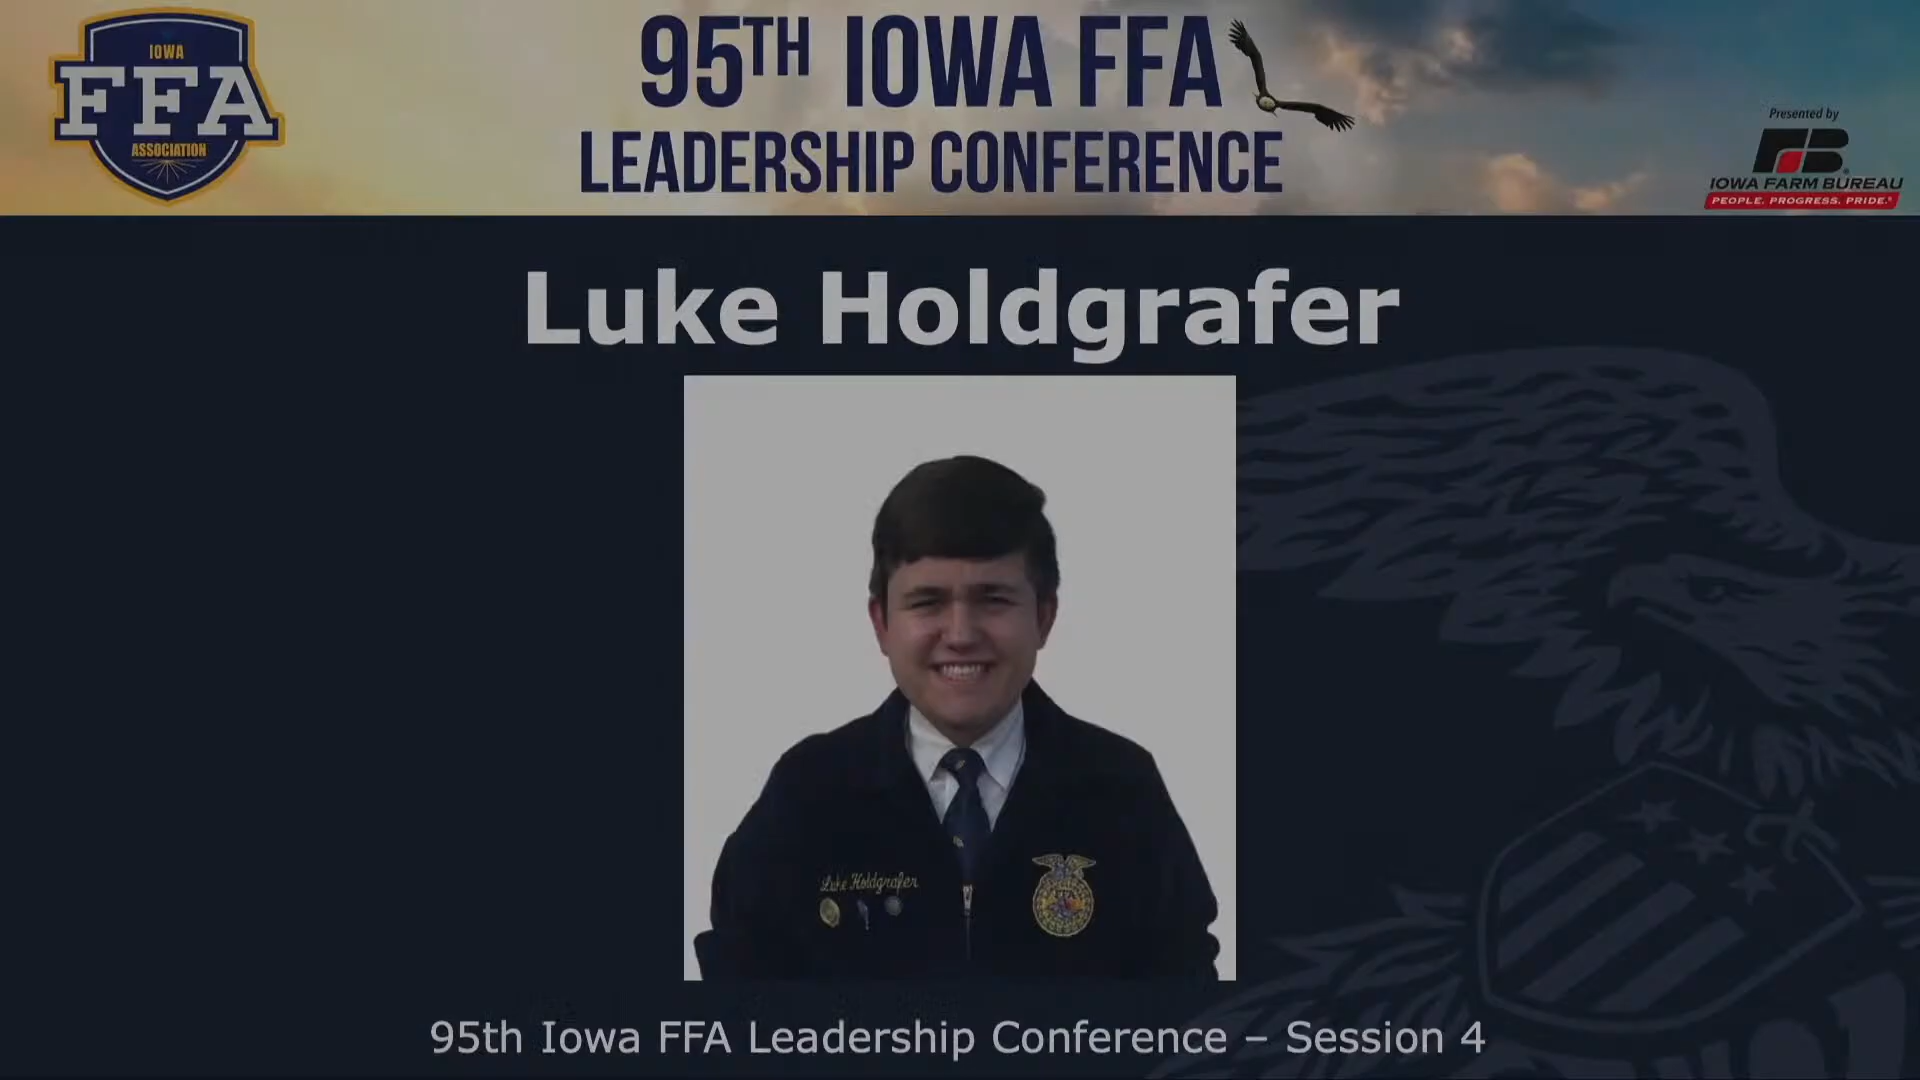 IOWA
FFA
ASSOCIATION
95TH IOWA FFA
LEADERSHIP CONFERENCE
Presented by
FB
IOWA FARM BUREAU
PEOPLE. PROGRESS. PRIDE.®
Luke Holdgrafer
Luke Holdgrafer
95th Iowa FFA Leadership Conference – Session 4